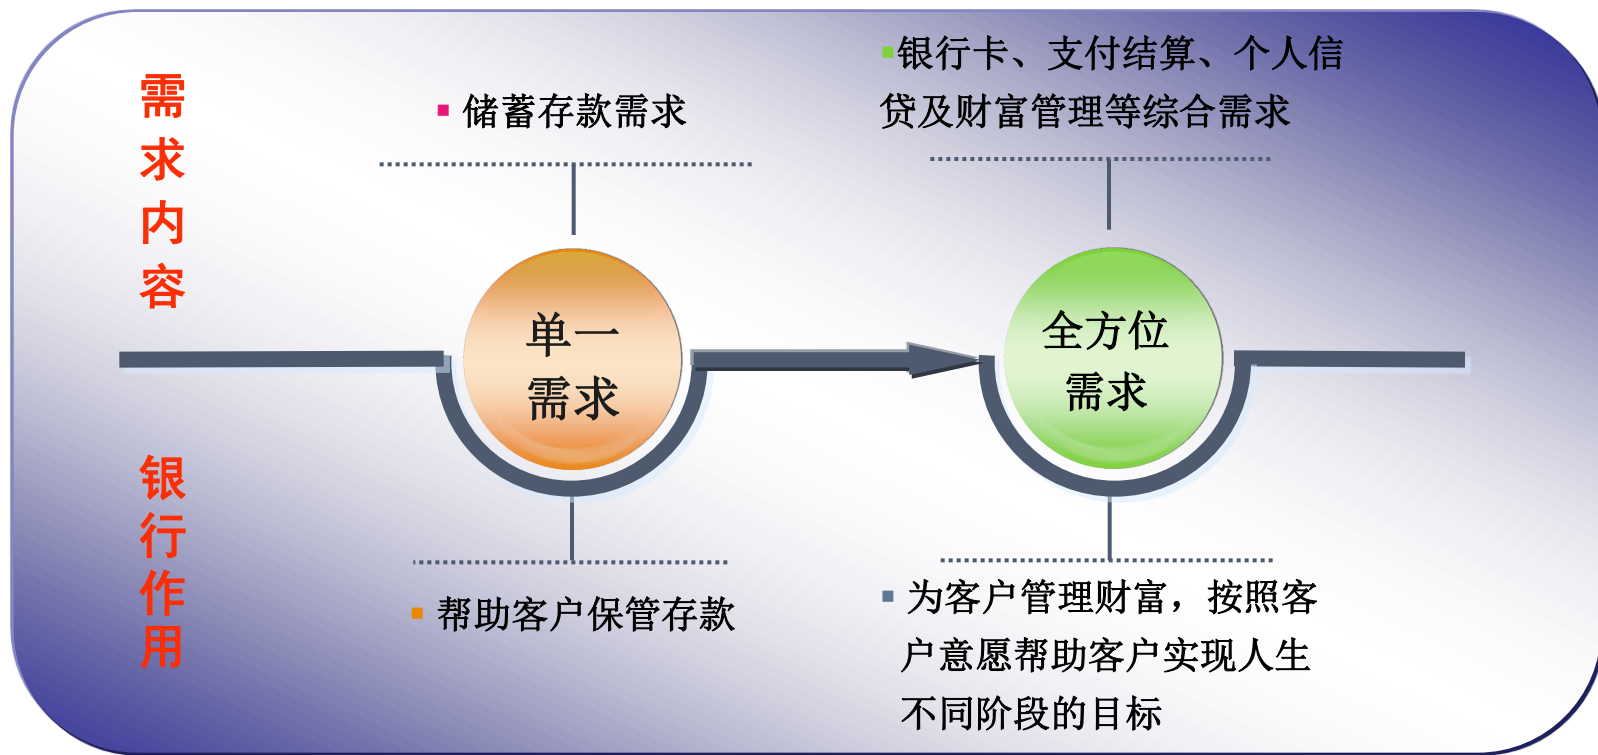 需求内容
储蓄存款需求
银行卡、支付结算、个人信
贷及财富管理等综合需求
单一
需求
全方位
需求
银行作用
帮助客户保管存款
为客户管理财富，按照客
户意愿帮助客户实现人生
不同阶段的目标